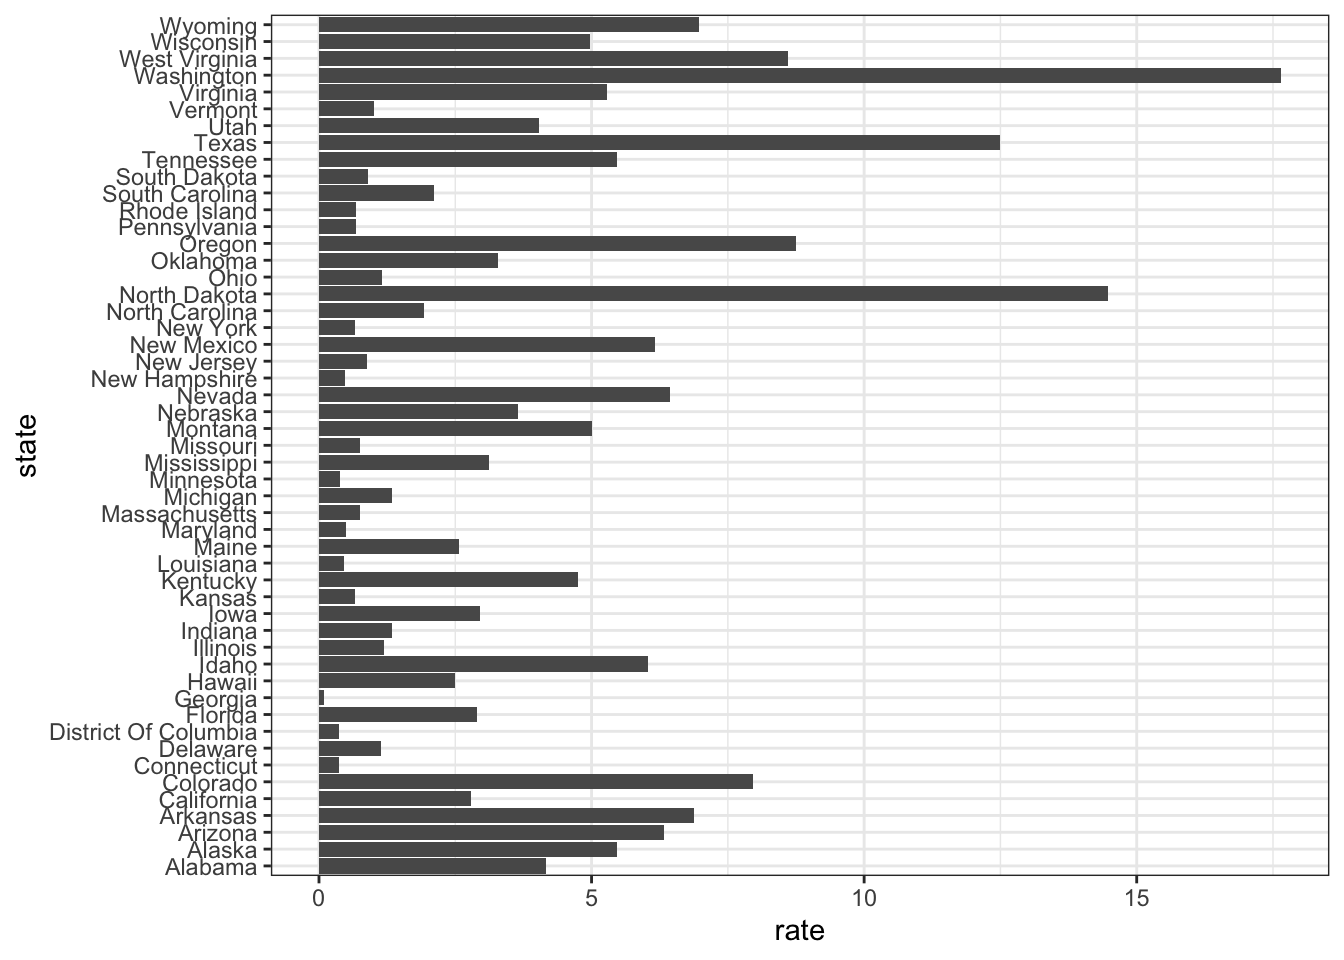 Wyoming
Wisconsin
West Virginia
Washington
Virginia
Vermont
Utah
Texas
Tennessee
South Dakota
South Carolina
Rhode Island
Pennsylvania
Oregon
Oklahoma
Ohio
North Dakota
North Carolina
New York
New Mexico
New Jersey
New Hampshire
Nevada
Nebraska
Montana
Missouri
Mississippi
Minnesota
Michigan
Massachusetts
Maryland
Maine
Louisiana
Kentucky
Kansas
Iowa
Indiana
Illinois
Idaho
Hawaii
Georgia
Florida
District Of Columbia
Delaware
Connecticut
Colorado
California
Arkansas
Arizona
Alaska
Alabama
state
0 5 10 15
rate